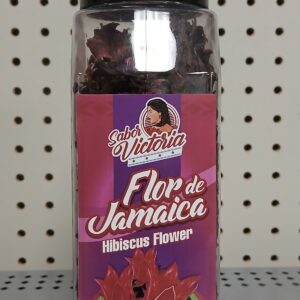 Sabor
Victoria
Flor de
Jamaica
Hibiscus Flower